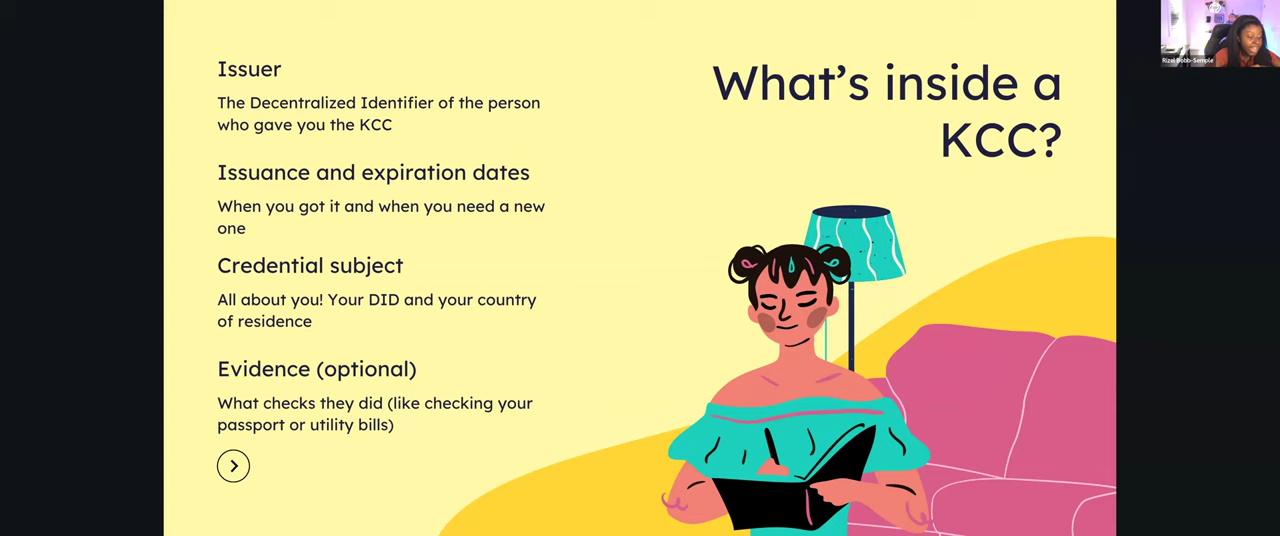 Issuer
The Decentralized Identifier of the person
who gave you the KCC
Issuance and expiration dates
When you got it and when you need a new
one
Credential subject
All about you! Your DID and your country
of residence
Evidence (optional)
What checks they did (like checking your
passport or utility bills)
What's inside a
KCC?
Rizel Bobb-Semple